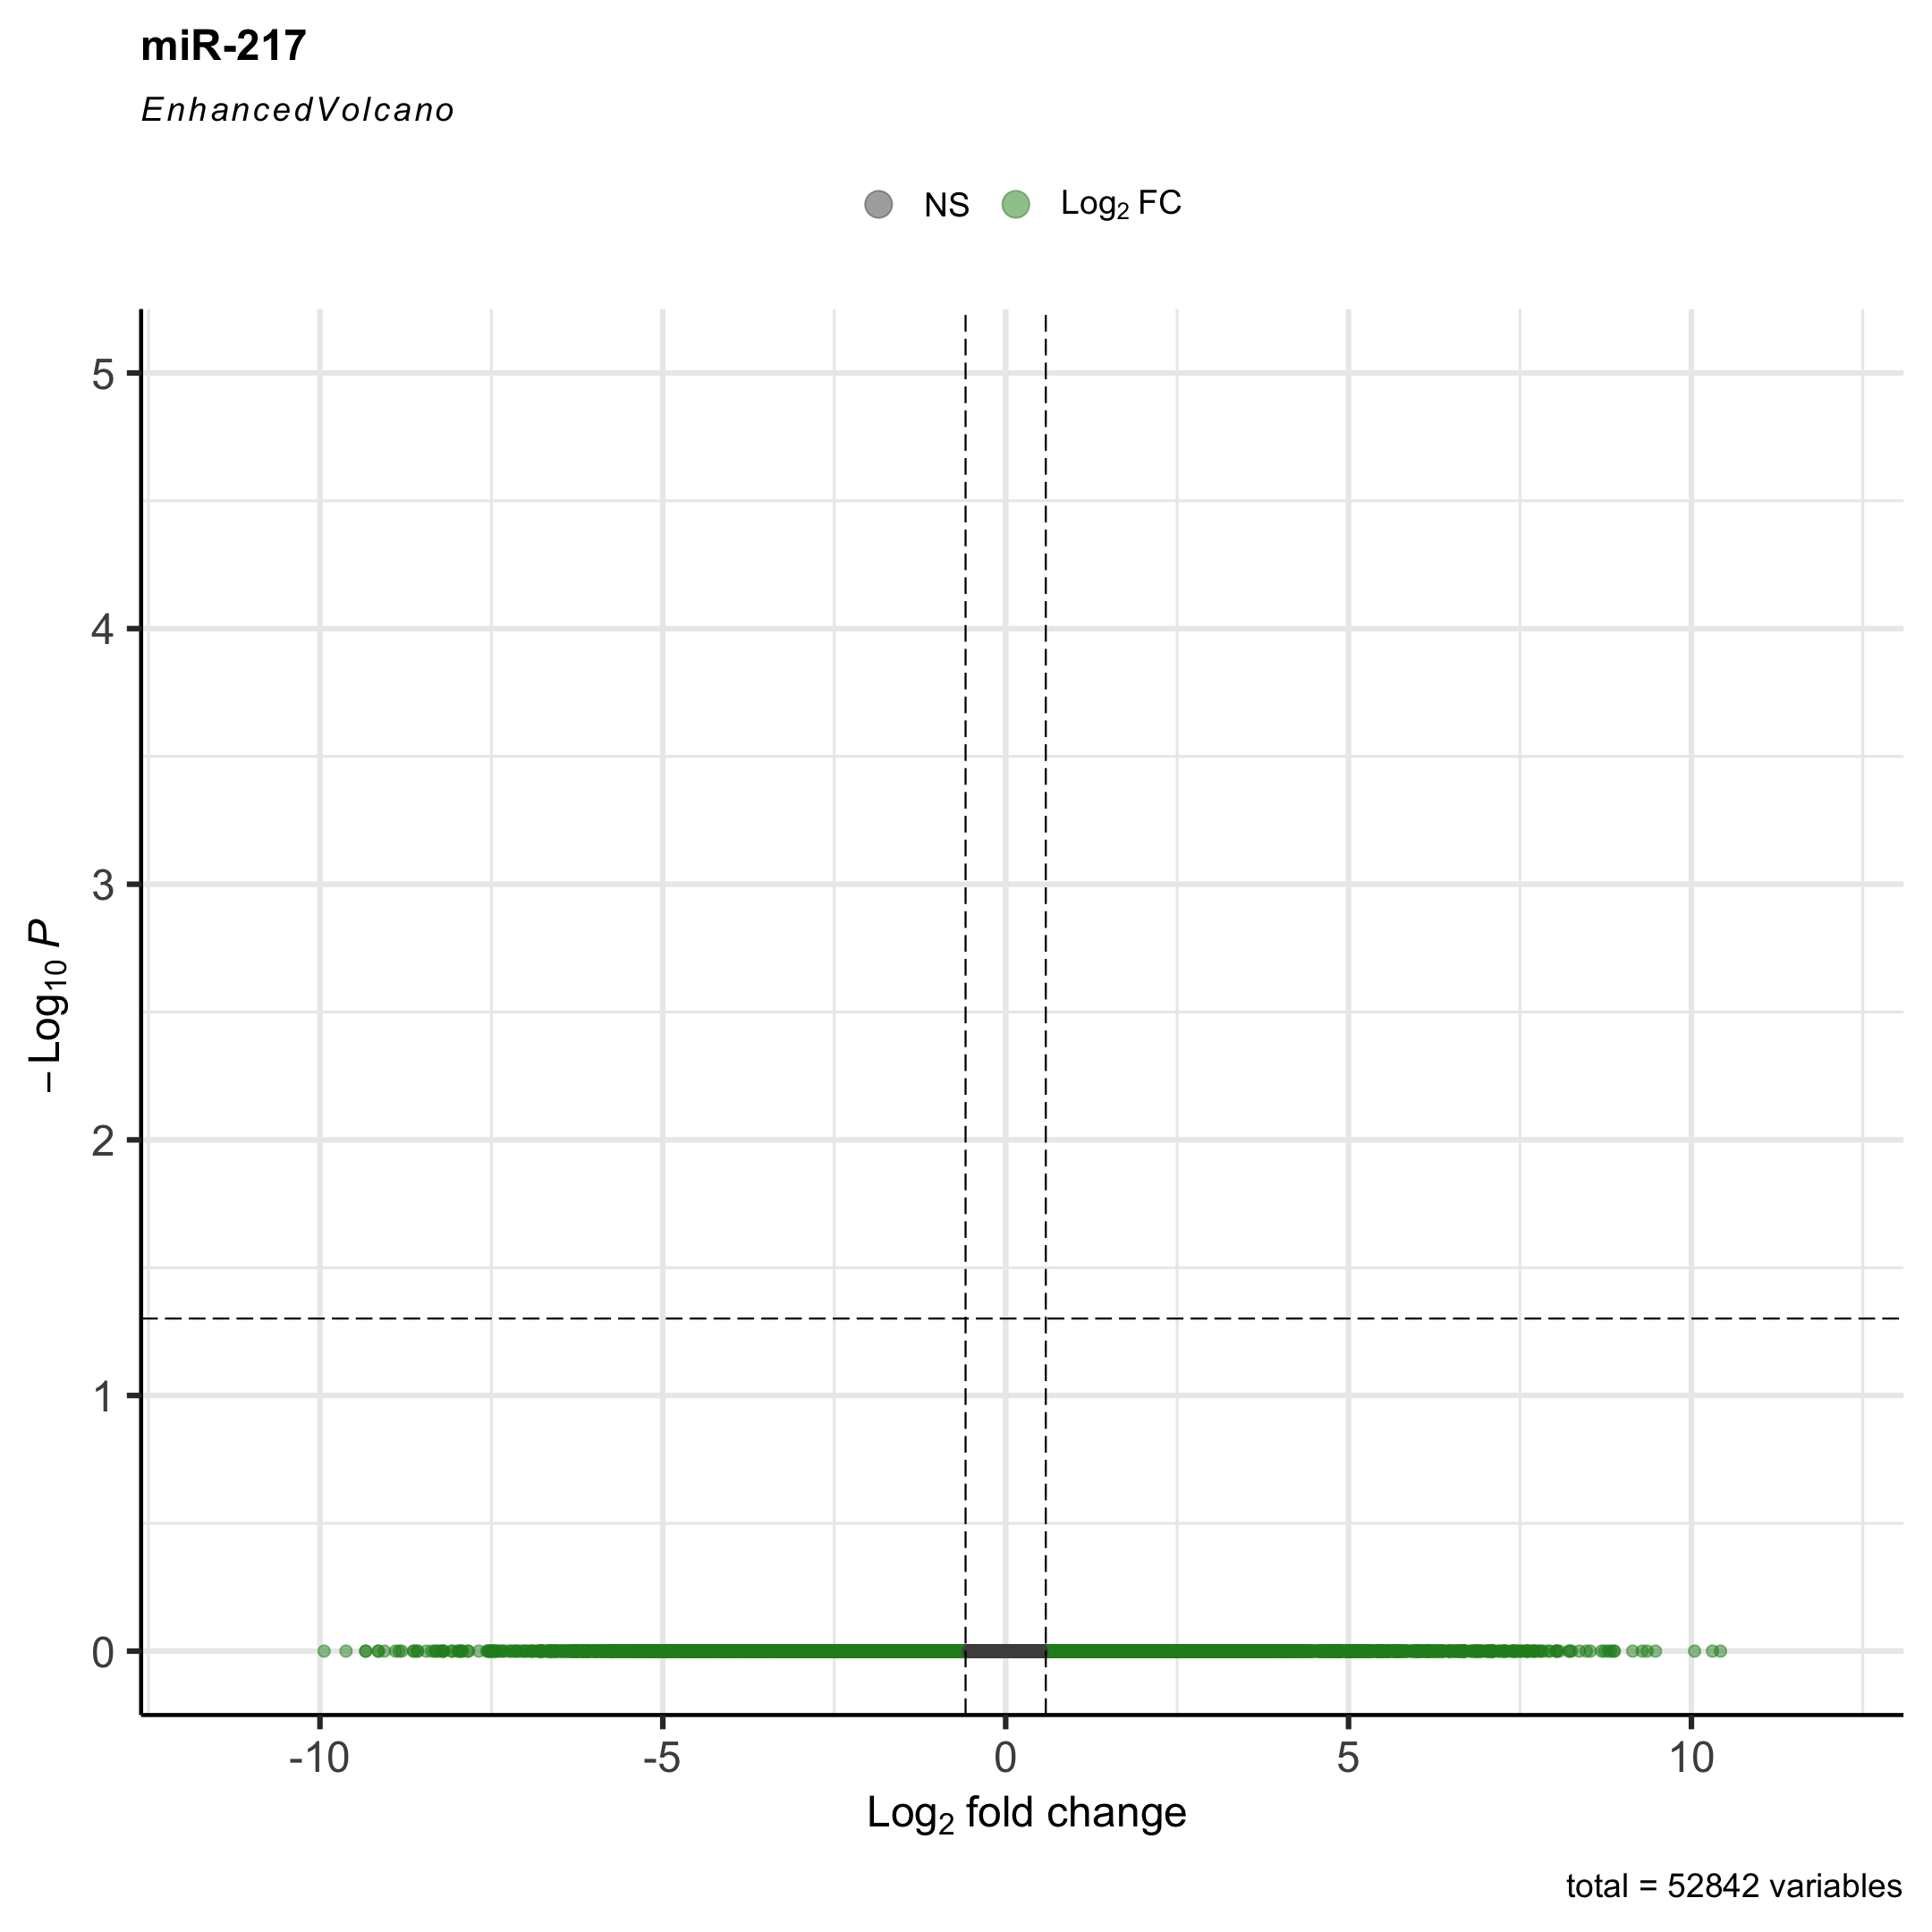 miR-217
EnhancedVolcano
NS Log2 FC
5
4
3
2
1
0
−Log10 P
-10 -5 0 5 10
Log2 fold change
total = 52842 variables